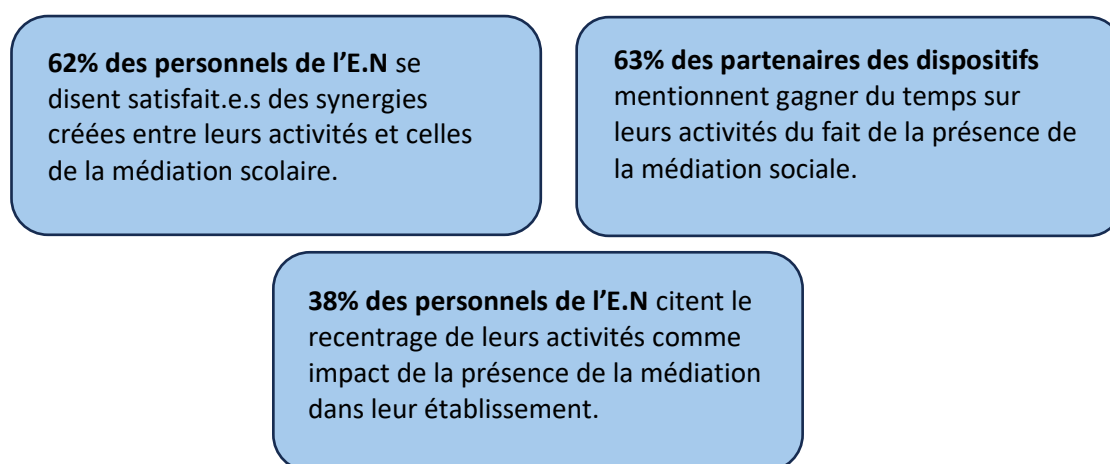 62% des personnels de l'E.N se
disent satisfait.e.s des synergies
créées entre leurs activités et celles
de la médiation scolaire.
63% des partenaires des dispositifs
mentionnent gagner du temps sur
leurs activités du fait de la présence de
la médiation sociale.
38% des personnels de l'E.N citent le
recentrage de leurs activités comme
impact de la présence de la médiation
dans leur établissement.